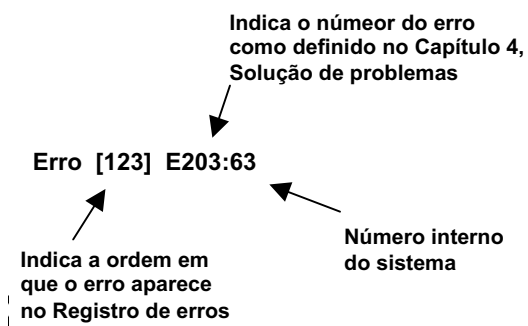 Indica o númeor do erro
como definido no Capítulo 4,
Solução de problemas
Erro [123] E203:63
Indica a ordem em
que o erro aparece
no Registro de erros
Número interno
do sistema